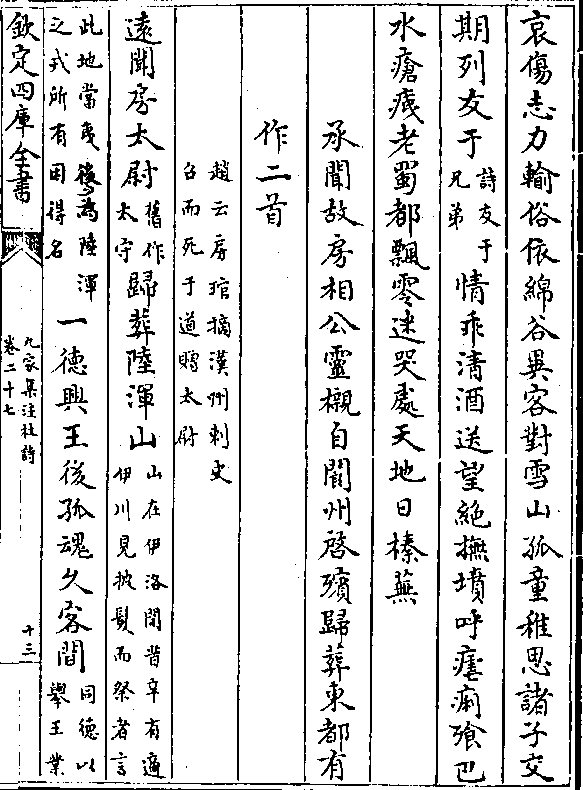 哀傷志力輸俗依綿谷異客對雪山孤童稚思諸子交
期列友于詩友于兄弟情乖清酒送望絶撫墳呼瘧痢飱巴
水瘡痍老蜀都飄零迷哭處天地日榛蕪
承聞故房相公靈櫬自閬州啓殯歸葬東都有
作二首
趙云房琯摘漢州刺史
召而死于道贈太尉
遠聞房太尉舊作太守歸葬陸渾山山在伊洛間昔辛有適伊川見披髮而祭者言
此地當戎後為陸渾之戎所有因得名一德興王後孤魂久客間同德以舉王業
欽定四庫全書
九家集注杜詩
卷二十七
十三